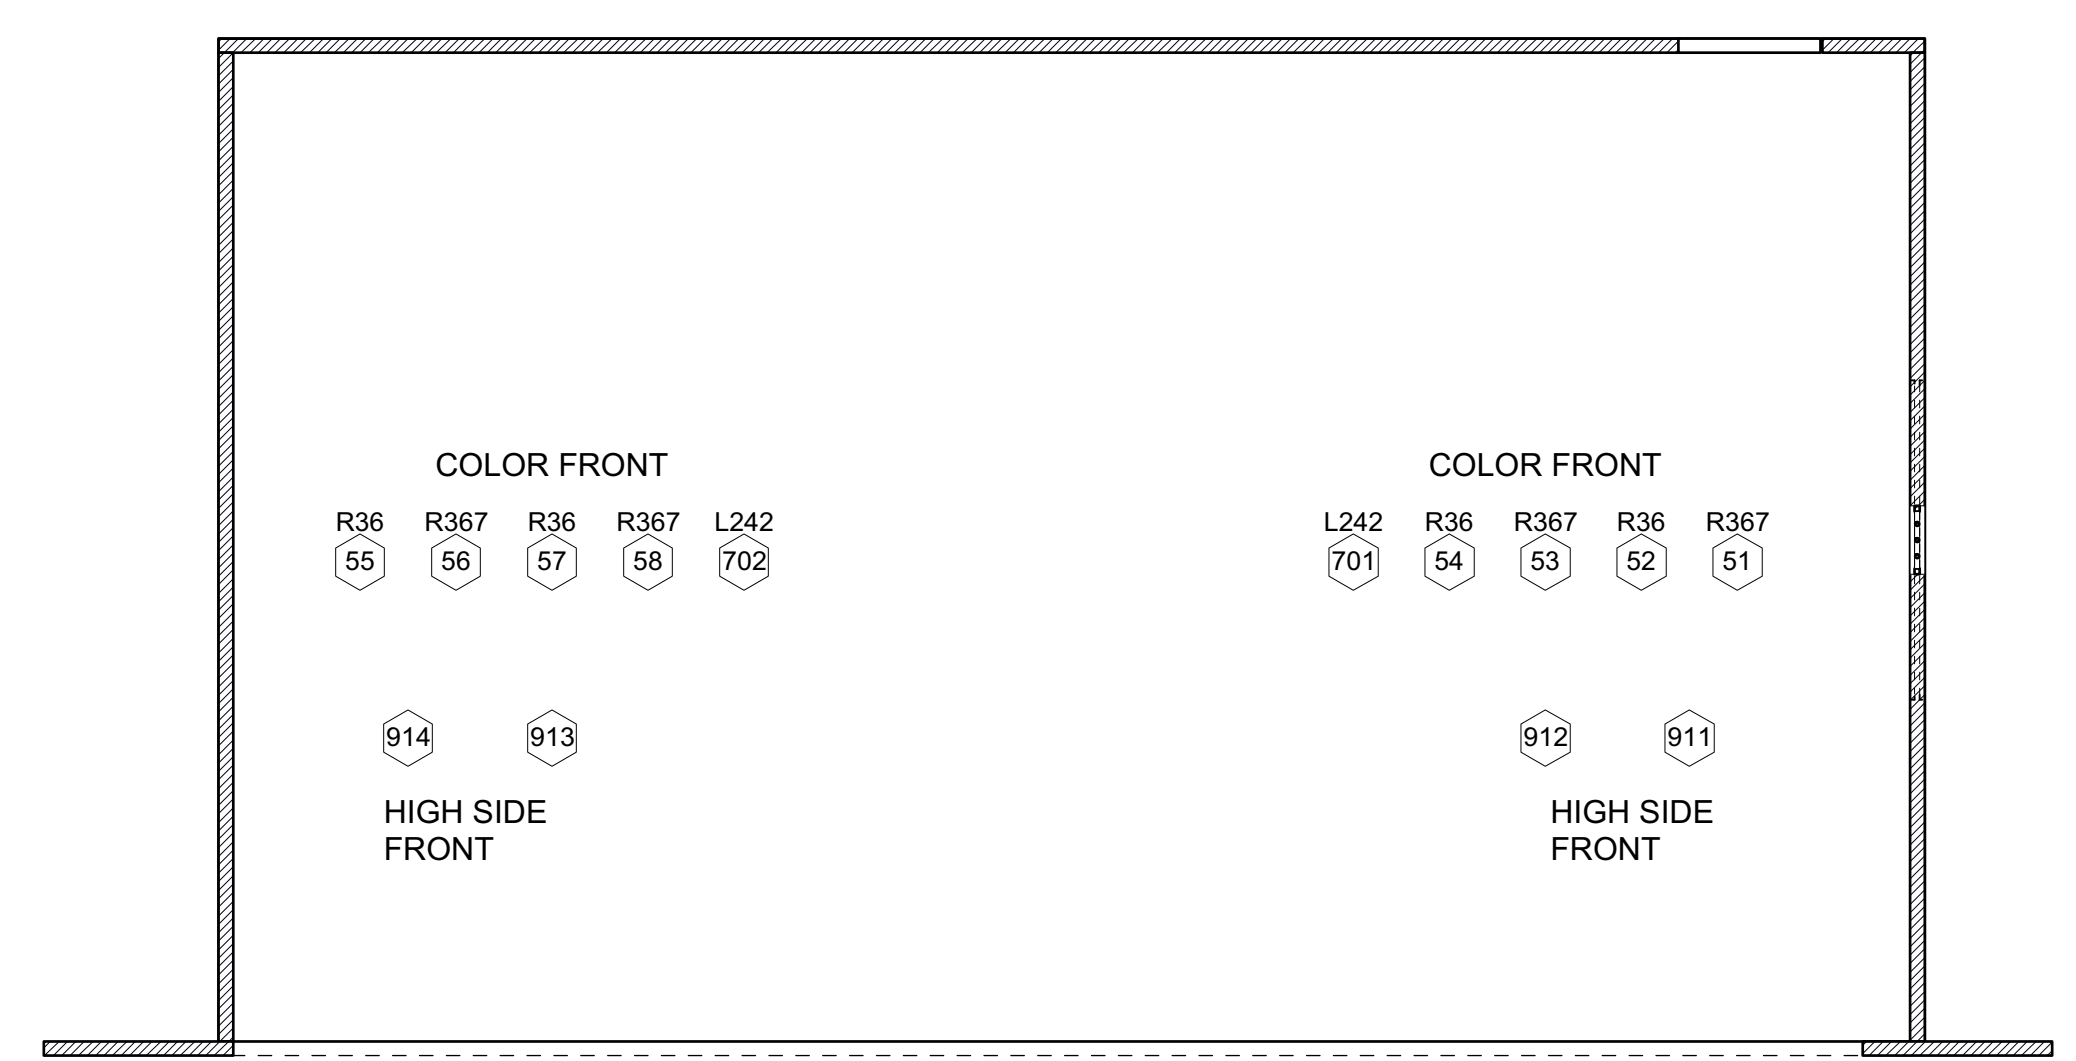 COLOR FRONT COLOR FRONT
R36 R367 R36 R367 L242 L242 R36 R367 R36 R367
55 56 57 58 702 701 54 53 52 51
914 913 912 911
HIGH SIDE HIGH SIDE
FRONT FRONT